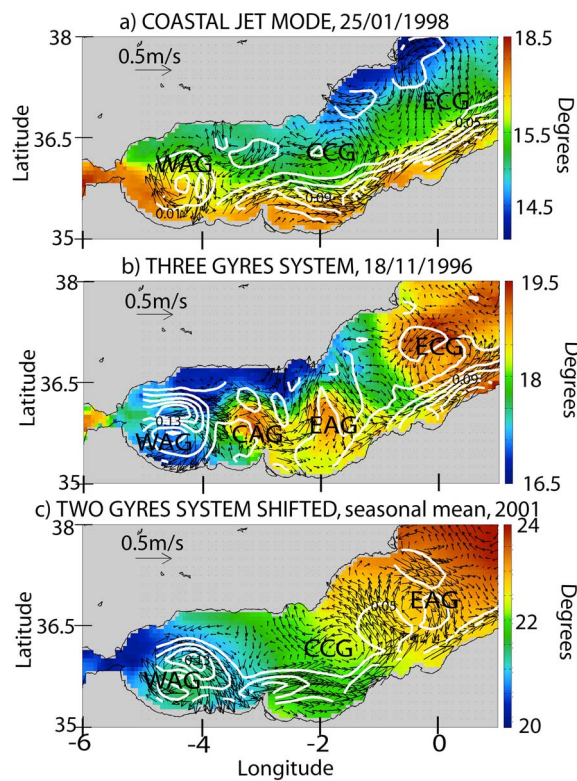 a) COASTAL JET MODE, 25/01/1998
38
18.5
0.5m/s
ECG
0.05
Latitude
36.5
WAG
CCG
15.5
Degrees
0.01
0.09
14.5
35
b) THREE GYRES SYSTEM, 18/11/1996
38
19.5
0.5m/s
ECG
0.09
Latitude
36.5
18
Degrees
0.13
WAG
CAG
EAG
35
16.5
c) TWO GYRES SYSTEM SHIFTED, seasonal mean, 2001
38
24
0.5m/s
0.05
EAG
Latitude
36.5
CCG
22
Degrees
WAG
35
20
-6
-4
-2
0
Longitude